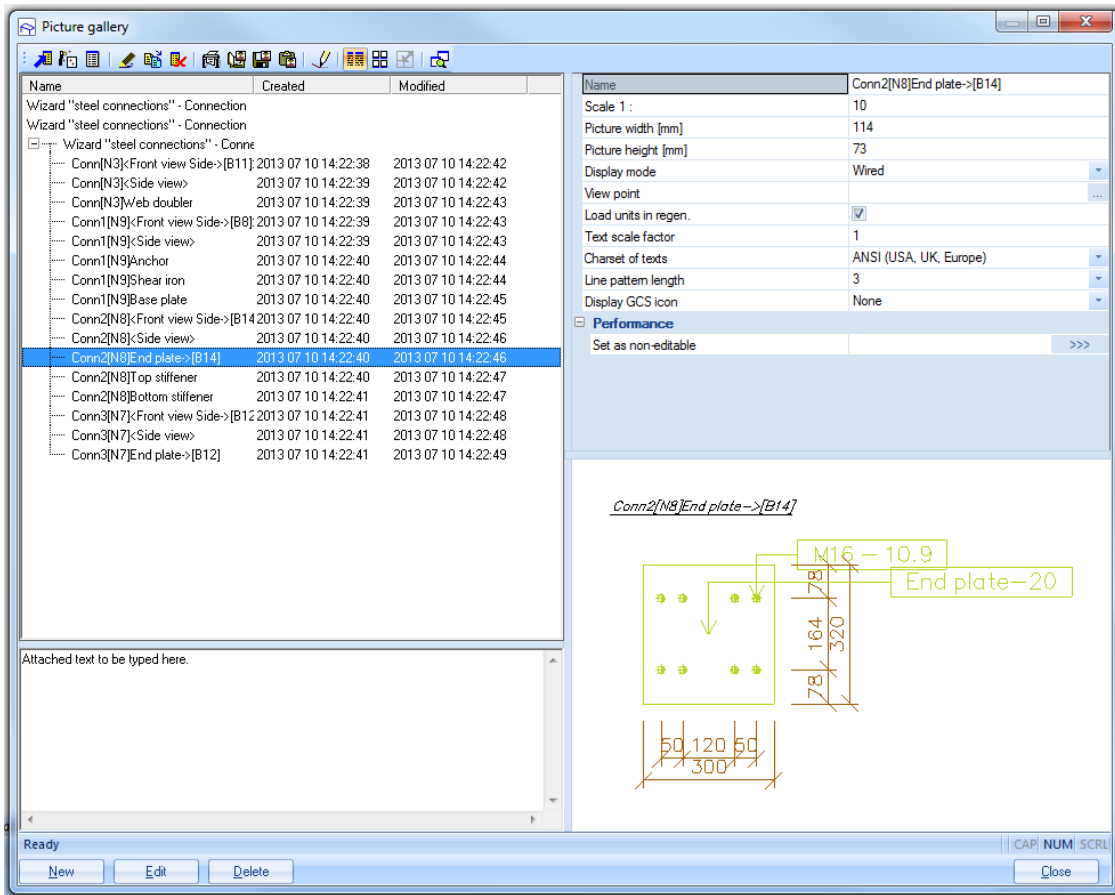 Picture gallery
Name Created Modified
Wizard "steel connections" - Connection
Wizard "steel connections" - Connection
Wizard "steel connections" - Conne
Conn[N3]<Front view Side->[B11]: 2013 07 10 14:22:38 2013 07 10 14:22:42
Conn[N3]<Side view> 2013 07 10 14:22:39 2013 07 10 14:22:42
Conn[N3]Web doubler 2013 07 10 14:22:39 2013 07 10 14:22:43
Conn1[N9]<Front view Side->[B8]: 2013 07 10 14:22:39 2013 07 10 14:22:43
Conn1[N9]<Side view> 2013 07 10 14:22:39 2013 07 10 14:22:43
Conn1[N9]Anchor 2013 07 10 14:22:40 2013 07 10 14:22:44
Conn1[N9]Shear iron 2013 07 10 14:22:40 2013 07 10 14:22:44
Conn1[N9]Base plate 2013 07 10 14:22:40 2013 07 10 14:22:45
Conn2[N8]<Front view Side->[B14 2013 07 10 14:22:40 2013 07 10 14:22:45
Conn2[N8]<Side view> 2013 07 10 14:22:40 2013 07 10 14:22:46
Conn2[N8]End plate->[B14] 2013 07 10 14:22:40 2013 07 10 14:22:46
Conn2[N8]Top stiffener 2013 07 10 14:22:40 2013 07 10 14:22:47
Conn2[N8]Bottom stiffener 2013 07 10 14:22:41 2013 07 10 14:22:47
Conn3[N7]<Front view Side->[B12 2013 07 10 14:22:41 2013 07 10 14:22:48
Conn3[N7]<Side view> 2013 07 10 14:22:41 2013 07 10 14:22:48
Conn3[N7]End plate->[B12] 2013 07 10 14:22:41 2013 07 10 14:22:49
Attached text to be typed here.
Name Conn2[N8]End plate->[B14]
Scale 1 : 10
Picture width [mm] 114
Picture height [mm] 73
Display mode Wired
View point ...
Load units in regen.
Text scale factor 1
Charset of texts ANSI (USA, UK, Europe)
Line pattern length 3
Display GCS icon None
Performance
Set as non-editable >>>
Conn2[N8]End plate->[B14]
M16 - 10.9
End plate-20
78
164
320
78
50 120 50
300
Ready CAP NUM SCRL
New Edit Delete Close